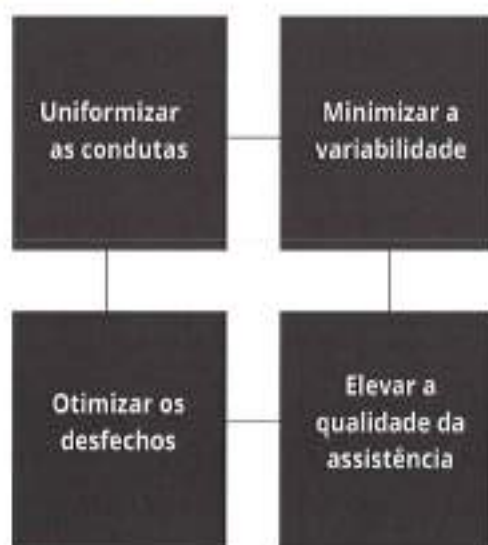 Uniformizar
as condutas
Minimizar a
variabilidade
Otimizar os
desfechos
Elevar a
qualidade da
assistência